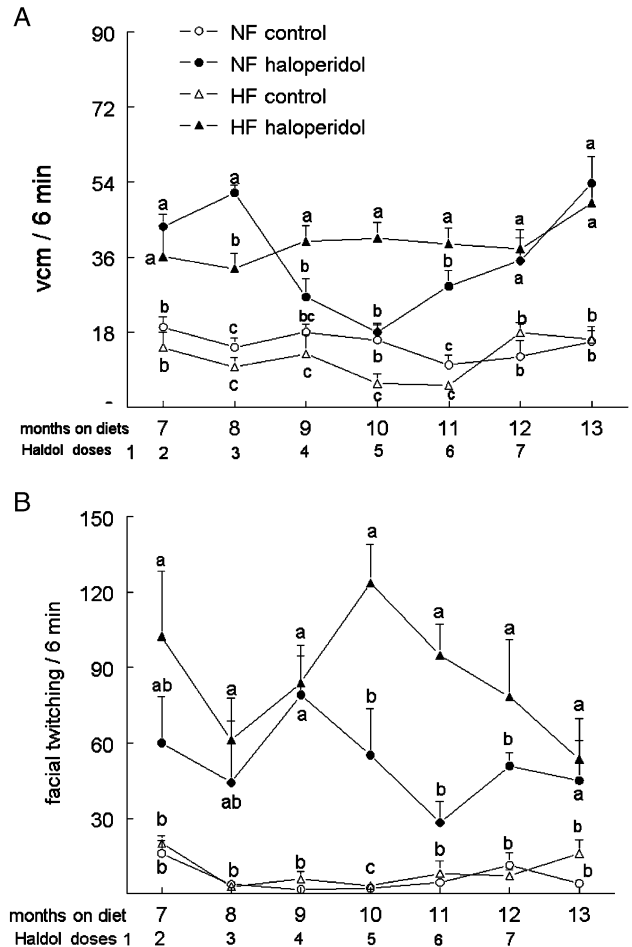 A
90
NF control
NF haloperidol
HF control
HF haloperidol
72
54
36
18
-
vcm / 6 min
a a a a a a a
a b b b b a a
b c bc b c b b
b c c c c b
months on diets 7 8 9 10 11 12 13
Haldol doses 1 2 3 4 5 6 7
B
150
120
90
60
30
facial twitching / 6 min
a a a a a a a
ab ab a b b b a
b b b c b b b
b b
months on diet 7 8 9 10 11 12 13
Haldol doses 1 2 3 4 5 6 7